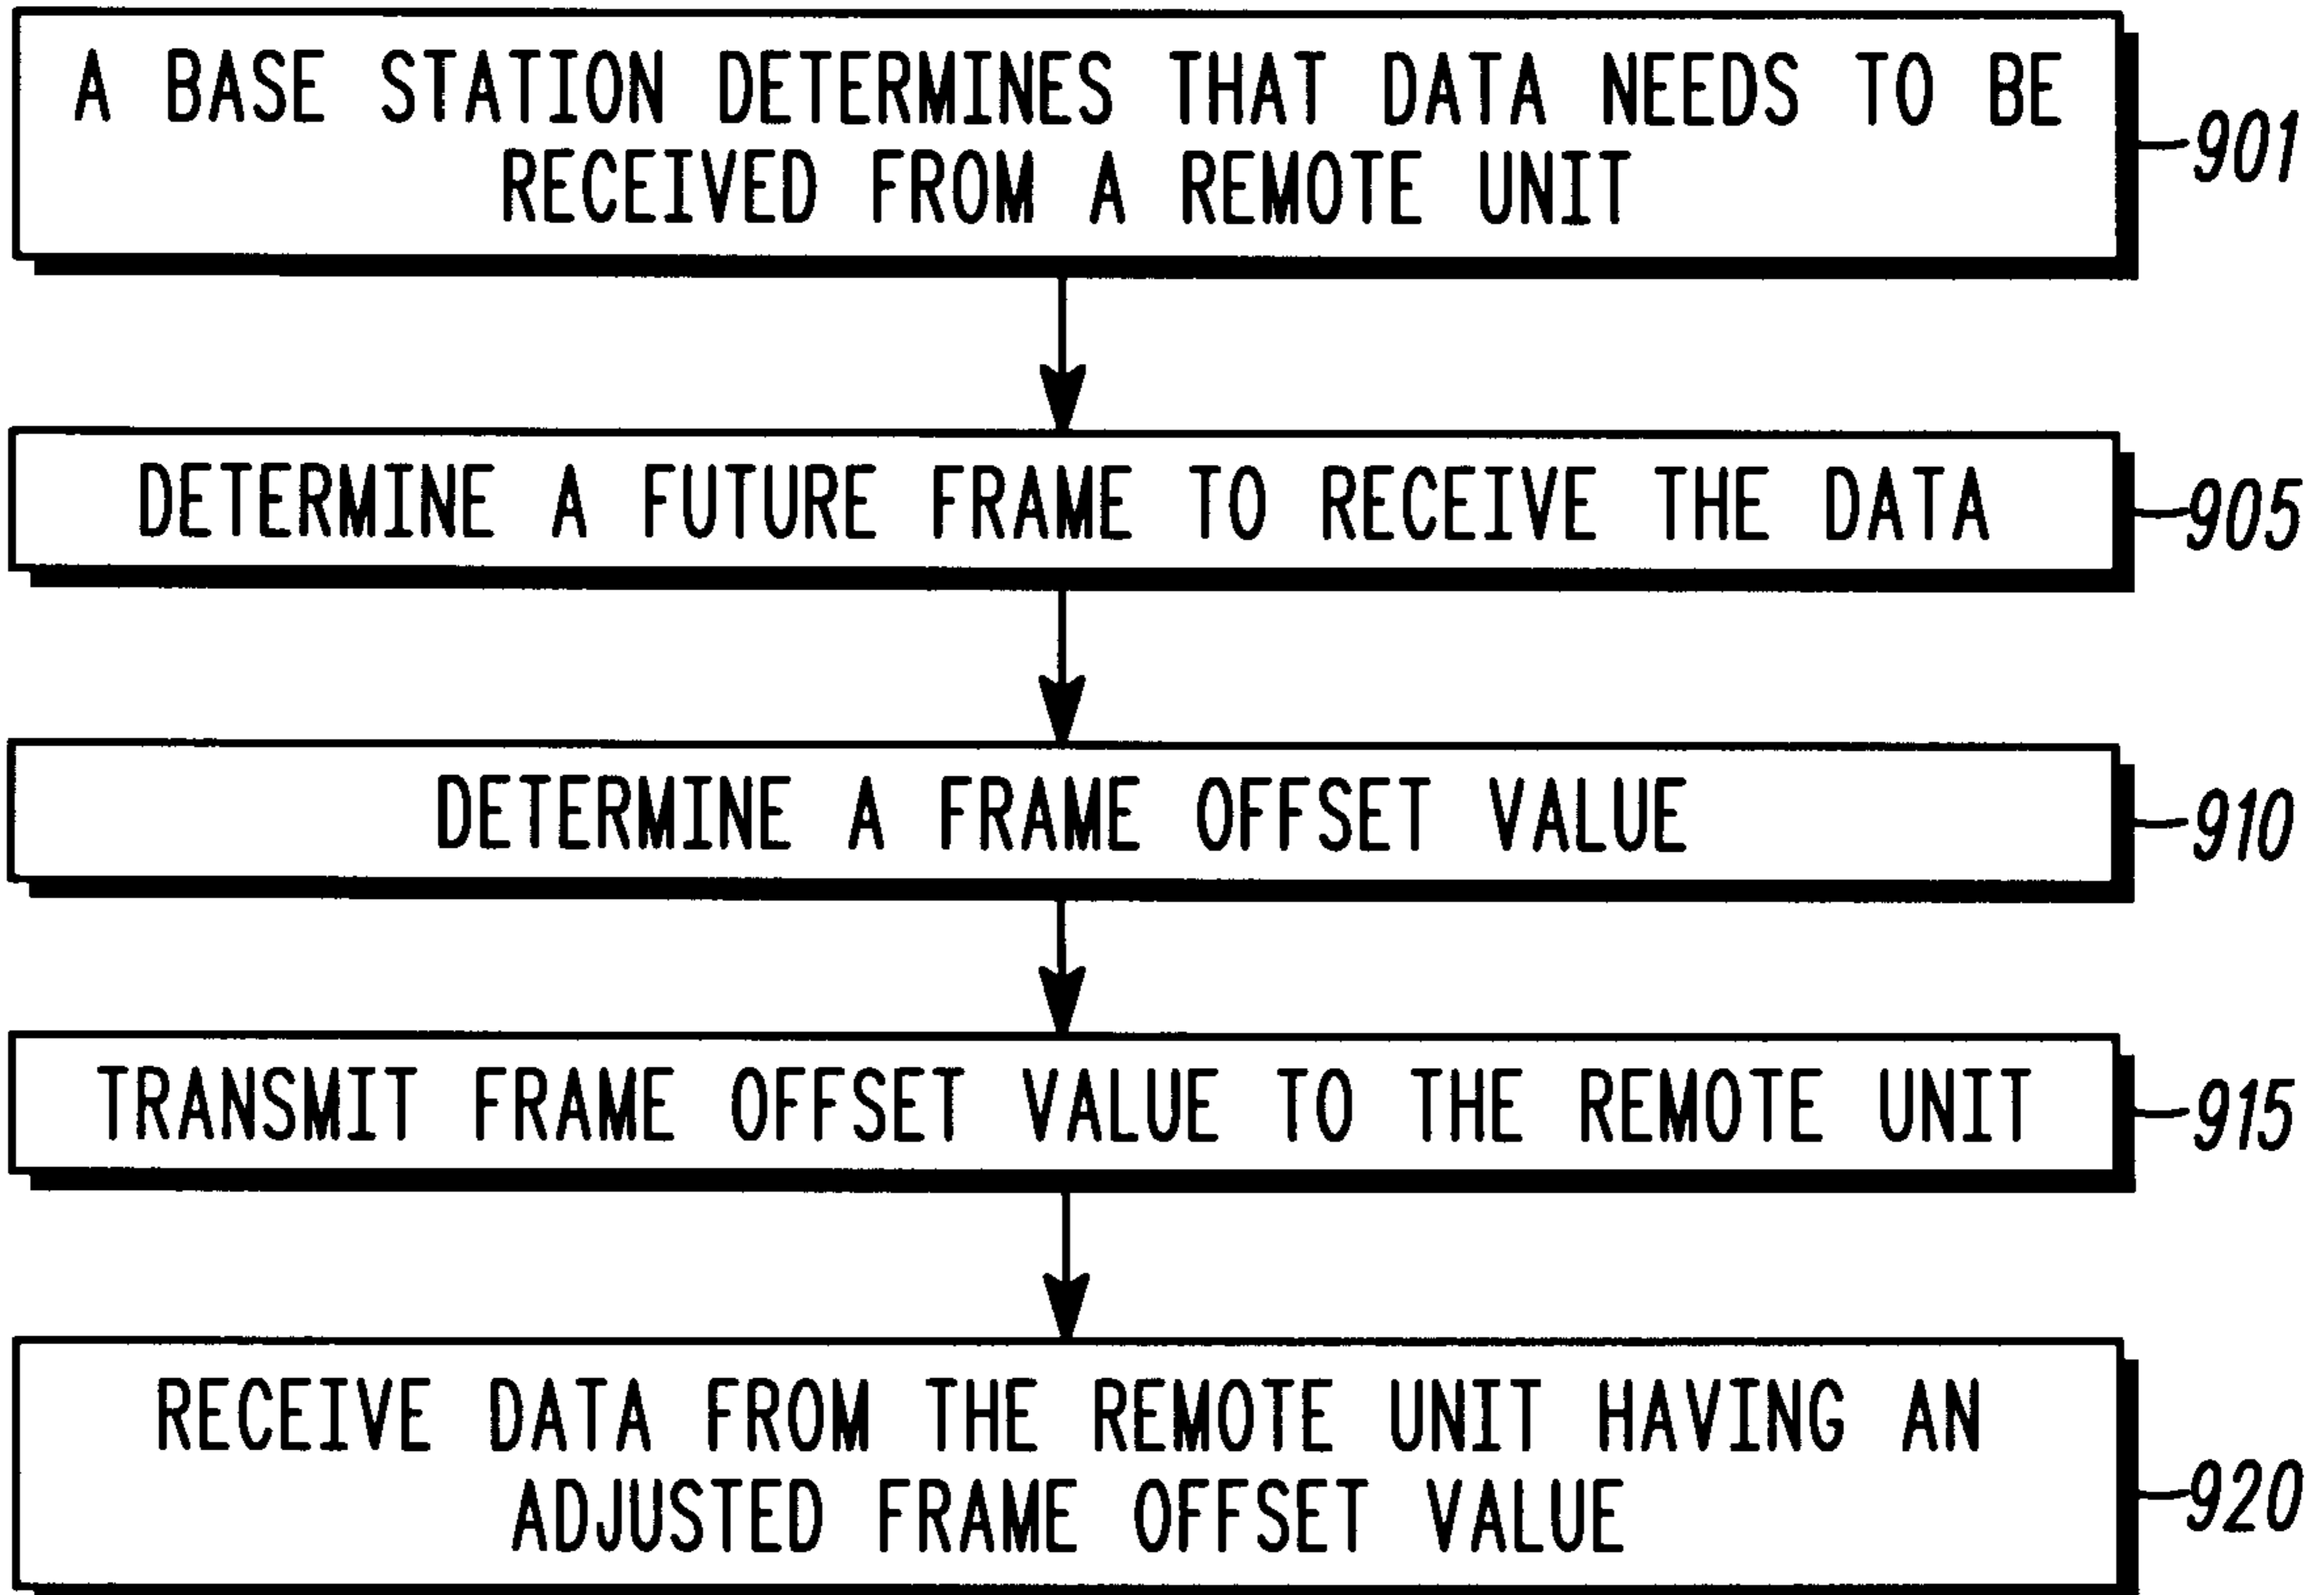 A BASE STATION DETERMINES THAT DATA NEEDS TO BE
RECEIVED FROM A REMOTE UNIT
901
DETERMINE A FUTURE FRAME TO RECEIVE THE DATA
905
DETERMINE A FRAME OFFSET VALUE
910
TRANSMIT FRAME OFFSET VALUE TO THE REMOTE UNIT
915
RECEIVE DATA FROM THE REMOTE UNIT HAVING AN
ADJUSTED FRAME OFFSET VALUE
920